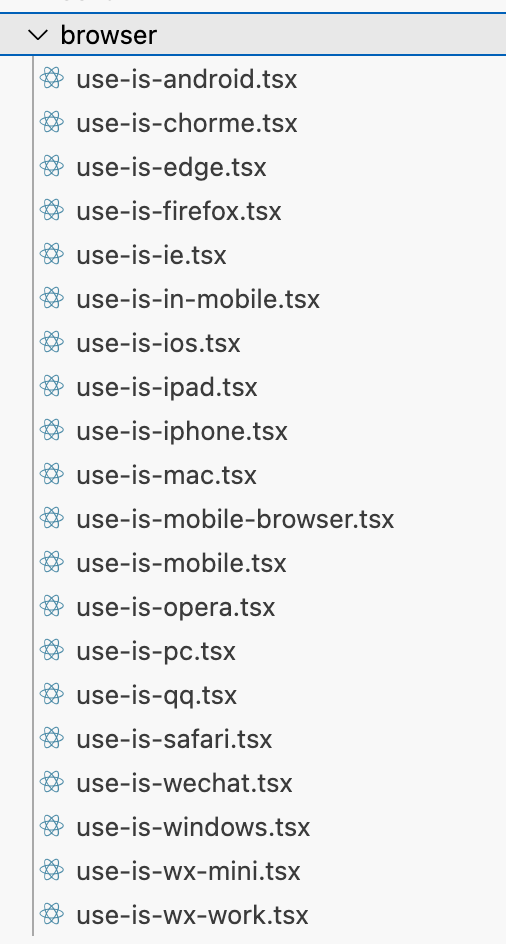 browser
use-is-android.tsx
use-is-chorme.tsx
use-is-edge.tsx
use-is-firefox.tsx
use-is-ie.tsx
use-is-in-mobile.tsx
use-is-ios.tsx
use-is-ipad.tsx
use-is-iphone.tsx
use-is-mac.tsx
use-is-mobile-browser.tsx
use-is-mobile.tsx
use-is-opera.tsx
use-is-pc.tsx
use-is-qq.tsx
use-is-safari.tsx
use-is-wechat.tsx
use-is-windows.tsx
use-is-wx-mini.tsx
use-is-wx-work.tsx